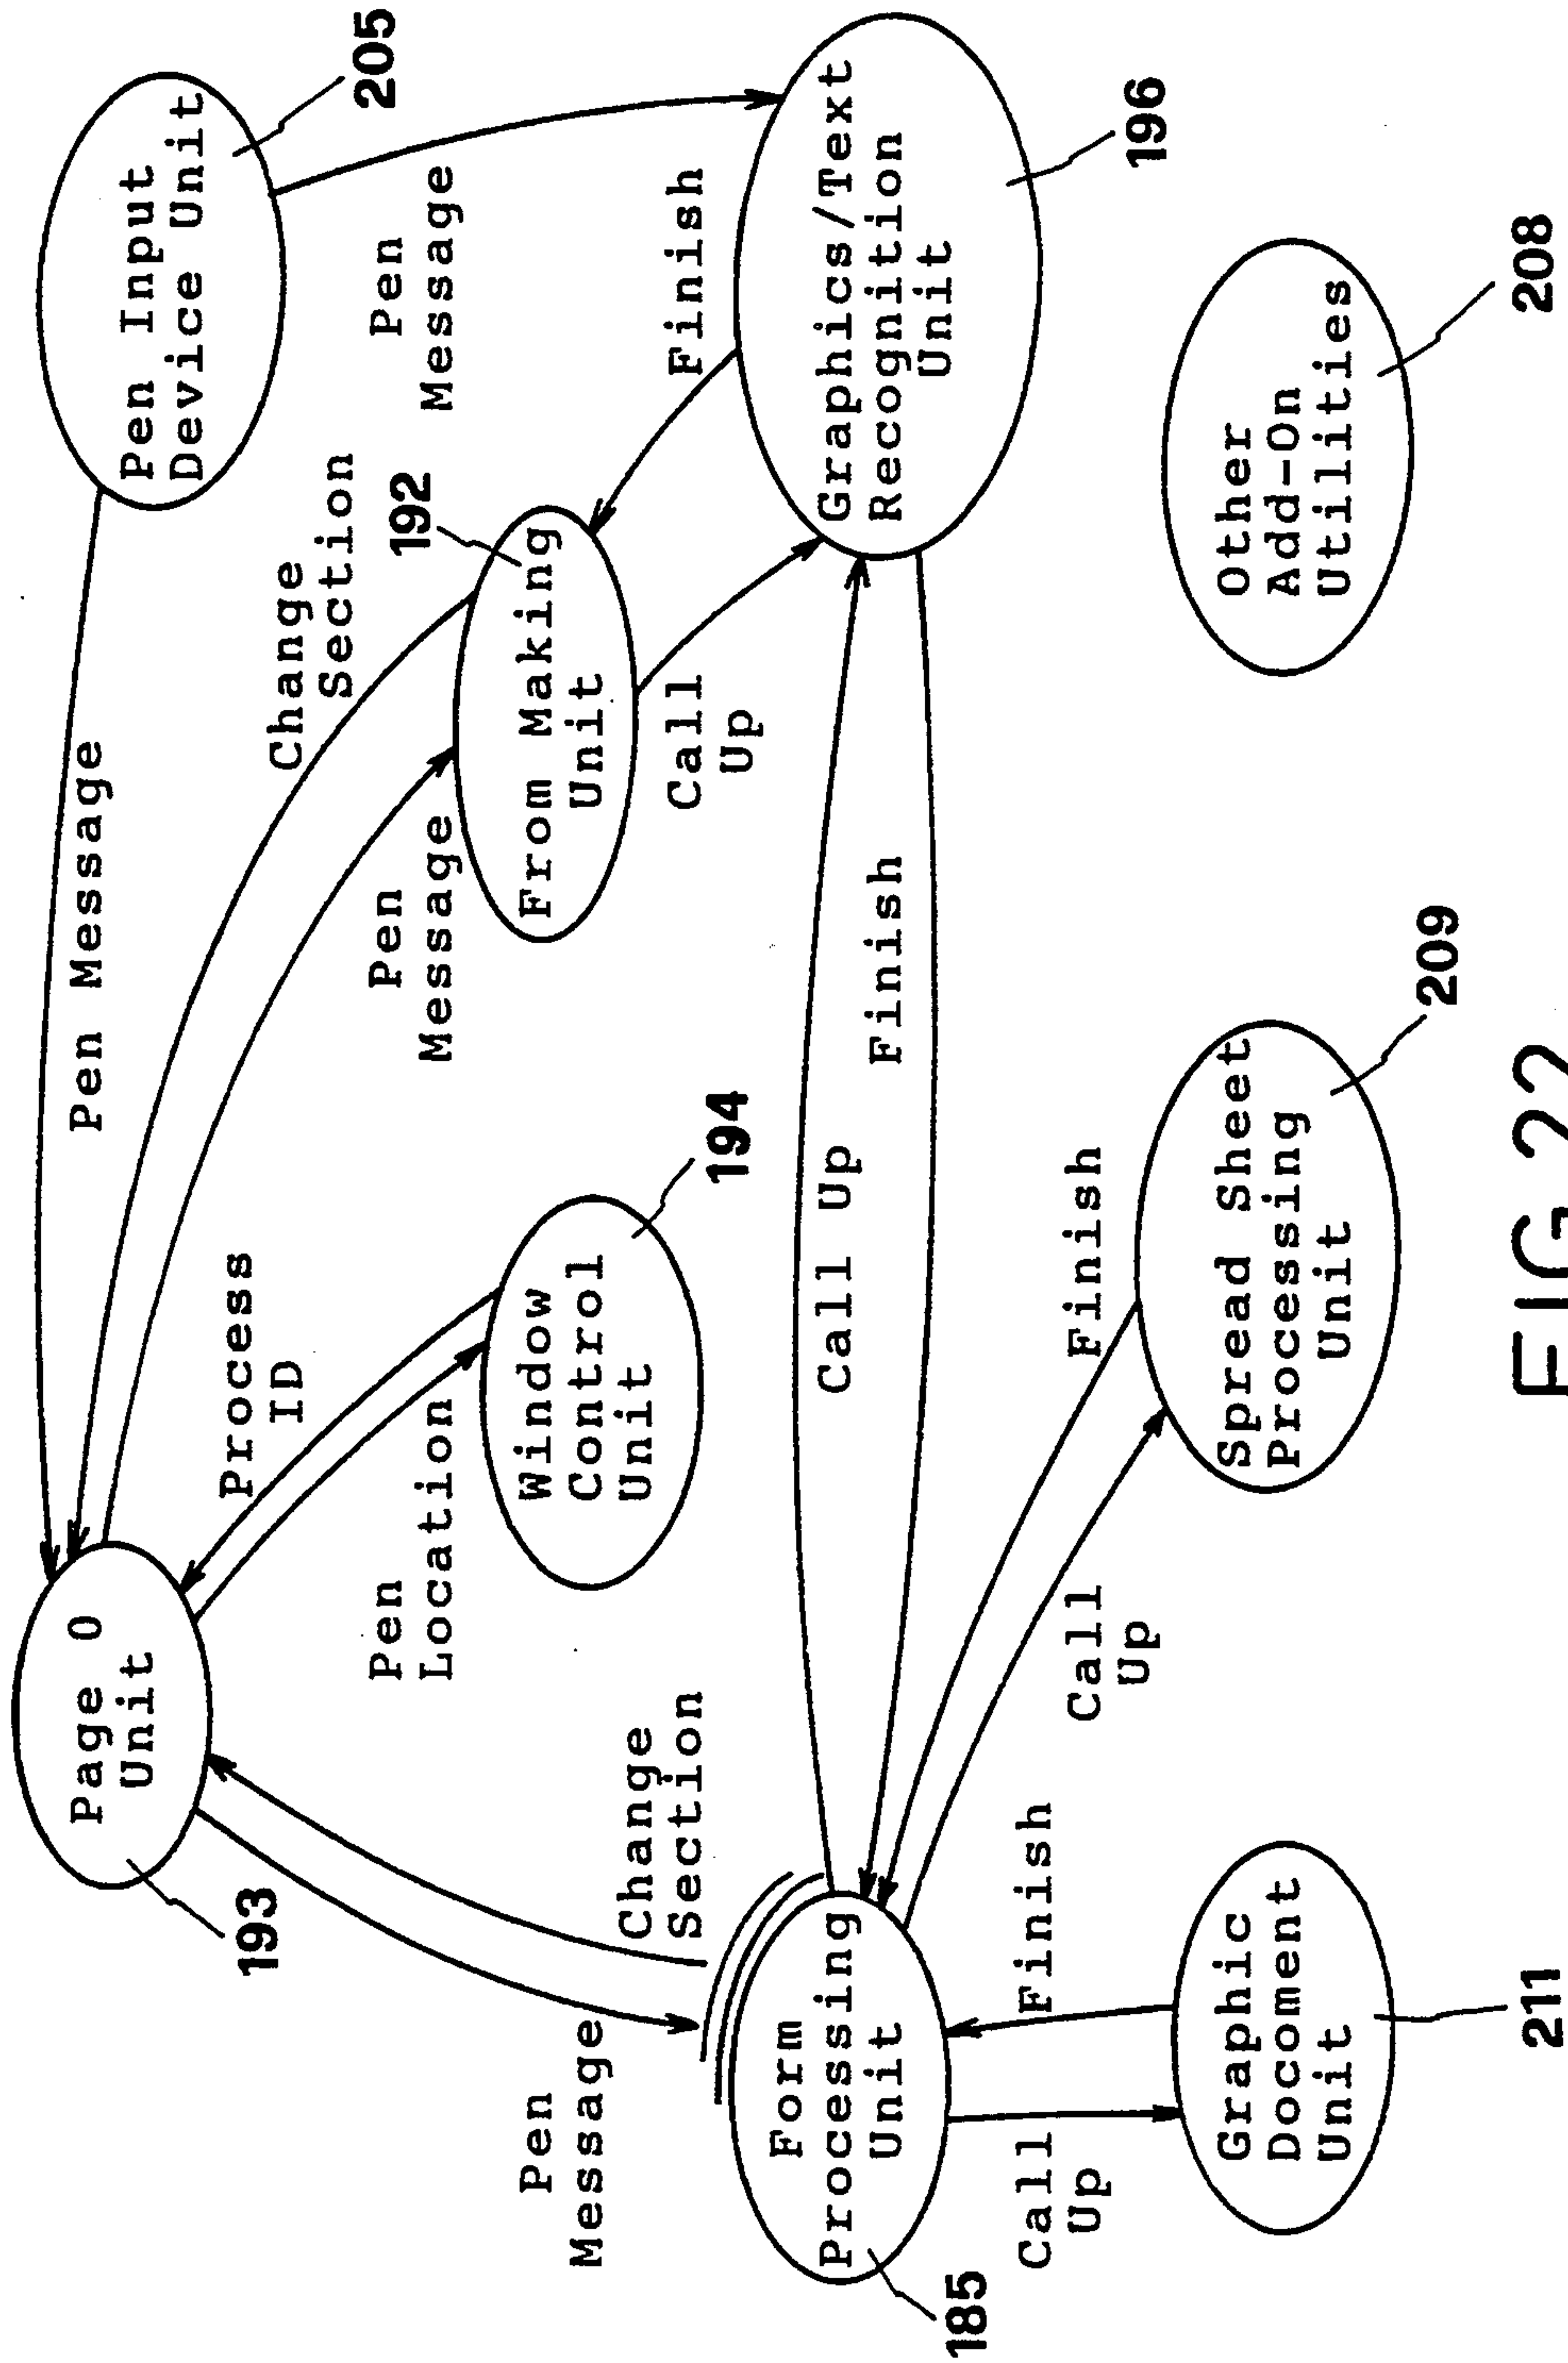 Page 0
Unit
193
Pen Message
Pen Input
Device Unit
205
Change
Section
Process
ID
Pen
Location
Pen
Message
192
Pen
Message
From Making
Unit
Window
Control
Unit
194
Change
Section
Pen
Message
Call
Up
Finish
Form
Processing
Unit
185
Call Up
Finish
Graphics/Text
Recognition
Unit
196
Call
Up
Finish
Call
Up
Finish
Graphic
Docoment
Unit
211
Spread Sheet
Processing
Unit
209
Other
Add-On
Utilities
208
FIG 22